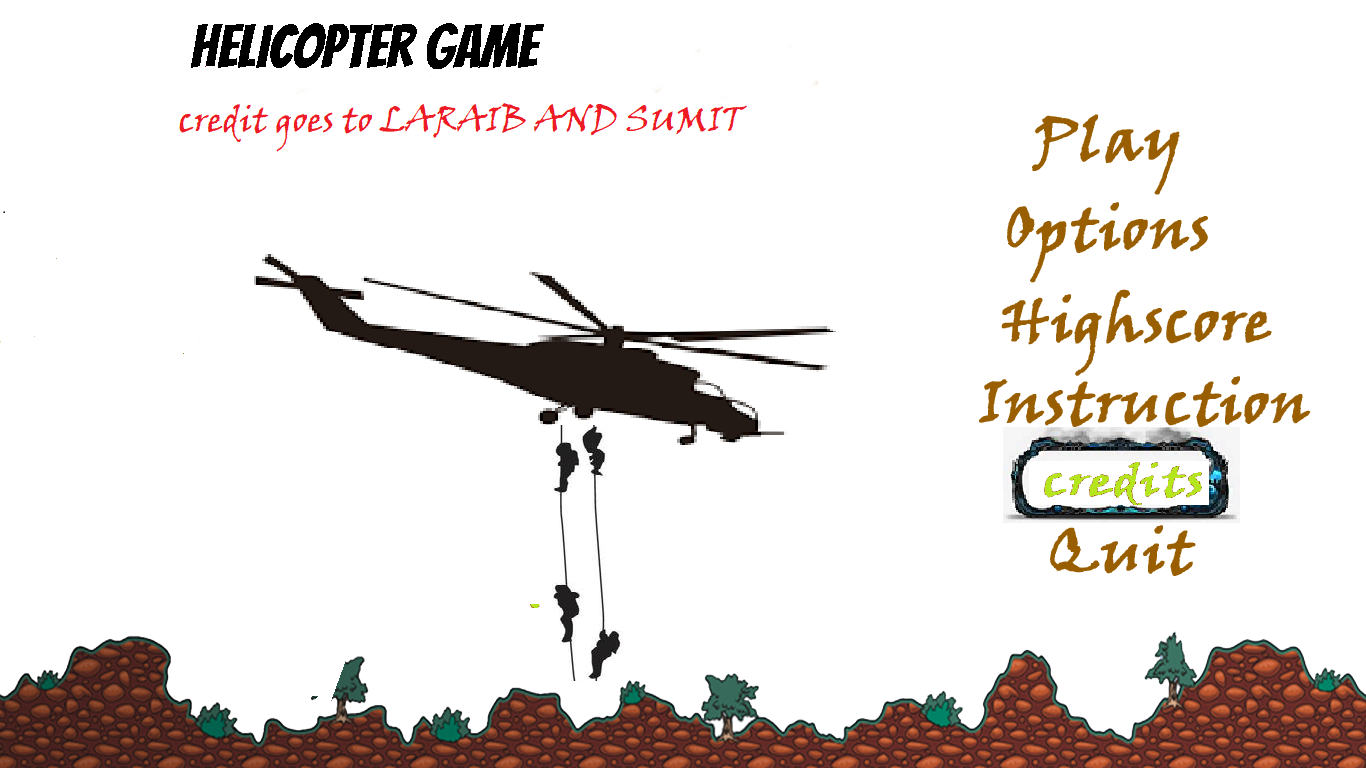 HELICOPTER GAME
credit goes to LARAIB AND SUMIT
Play
Options
Highscore
Instruction
credits
Quit